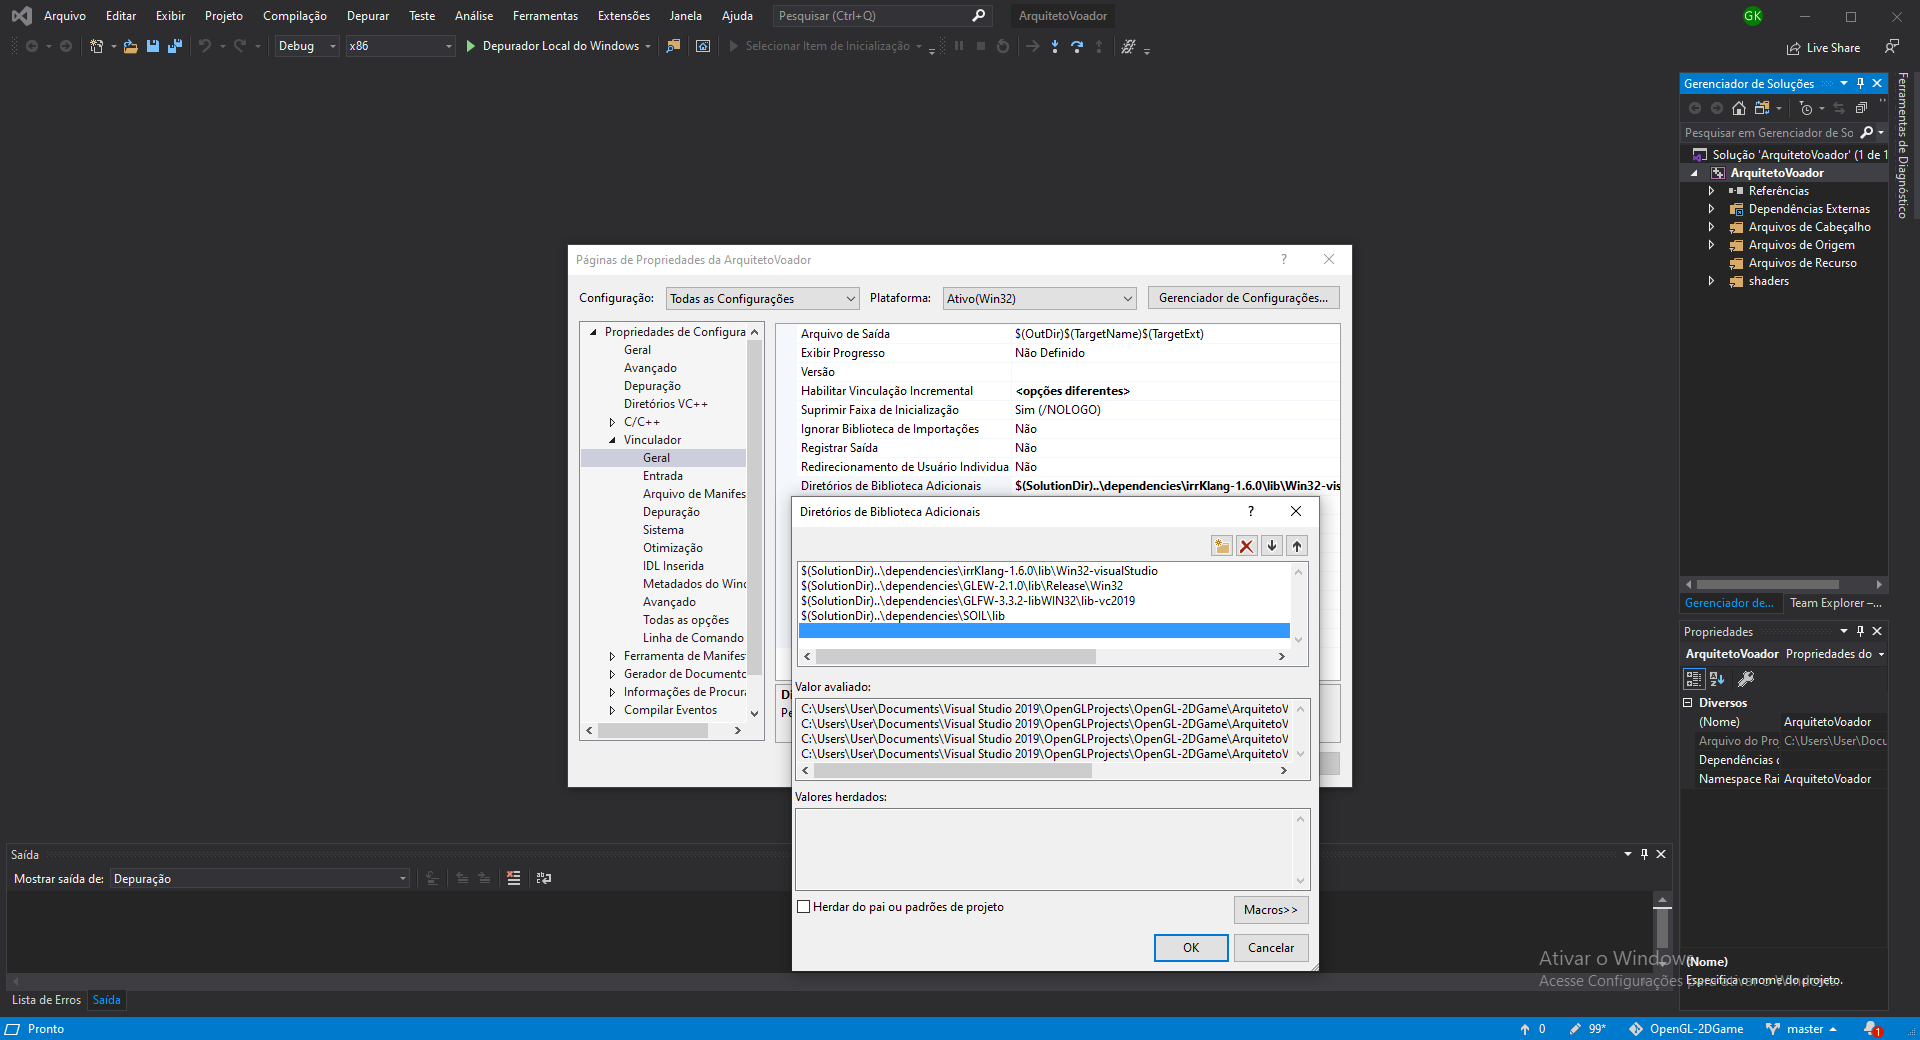 Arquivo Editar Exibir Projeto Compilação Depurar Teste Análise Ferramentas Extensões Janela Ajuda Pesquisar (Ctrl+Q) ArquitetoVoador GK
Debug x86 Depurador Local do Windows Selecionar Item de Inicialização Live Share
Gerenciador de Soluções
Ferramentas de Diagnóstico
Pesquisar em Gerenciador de So
Solução 'ArquitetoVoador' (1 de 1
ArquitetoVoador
Referências
Dependências Externas
Arquivos de Cabeçalho
Arquivos de Origem
Arquivos de Recurso
shaders
Gerenciador de... Team Explorer –...
Propriedades
ArquitetoVoador Propriedades do
Diversos
(Nome) ArquitetoVoador
Arquivo do Pro C:\Users\User\Docu
Dependências c
Namespace Rai ArquitetoVoador
(Nome)
Especifica o nome do projeto.
Páginas de Propriedades da ArquitetoVoador ?
Configuração: Todas as Configurações Plataforma: Ativo(Win32) Gerenciador de Configurações...
Propriedades de Configura
Geral
Avançado
Depuração
Diretórios VC++
C/C++
Vinculador
Geral
Entrada
Arquivo de Manifes
Depuração
Sistema
Otimização
IDL Inserida
Metadados do Wind
Avançado
Todas as opções
Linha de Comando
Ferramenta de Manifest
Gerador de Documento
Informações de Procura
Compilar Eventos
Arquivo de Saída $(OutDir)$(TargetName)$(TargetExt)
Exibir Progresso Não Definido
Versão
Habilitar Vinculação Incremental <opções diferentes>
Suprimir Faixa de Inicialização Sim (/NOLOGO)
Ignorar Biblioteca de Importações Não
Registrar Saída Não
Redirecionamento de Usuário Individua Não
Diretórios de Biblioteca Adicionais $(SolutionDir)..\dependencies\irrKlang-1.6.0\lib\Win32-vis
Di
Pe
Diretórios de Biblioteca Adicionais ?
$(SolutionDir)..\dependencies\irrKlang-1.6.0\lib\Win32-visualStudio
$(SolutionDir)..\dependencies\GLEW-2.1.0\lib\Release\Win32
$(SolutionDir)..\dependencies\GLFW-3.3.2-libWIN32\lib-vc2019
$(SolutionDir)..\dependencies\SOIL\lib
Valor avaliado:
C:\Users\User\Documents\Visual Studio 2019\OpenGLProjects\OpenGL-2DGame\ArquitetoV
C:\Users\User\Documents\Visual Studio 2019\OpenGLProjects\OpenGL-2DGame\ArquitetoV
C:\Users\User\Documents\Visual Studio 2019\OpenGLProjects\OpenGL-2DGame\ArquitetoV
C:\Users\User\Documents\Visual Studio 2019\OpenGLProjects\OpenGL-2DGame\ArquitetoV
Valores herdados:
Herdar do pai ou padrões de projeto
Macros>>
OK Cancelar
Saída
Mostrar saída de: Depuração
Ativar o Windows
Acesse Configurações para ativar o Windows.
Lista de Erros Saída
Pronto 0 99* OpenGL-2DGame master 1